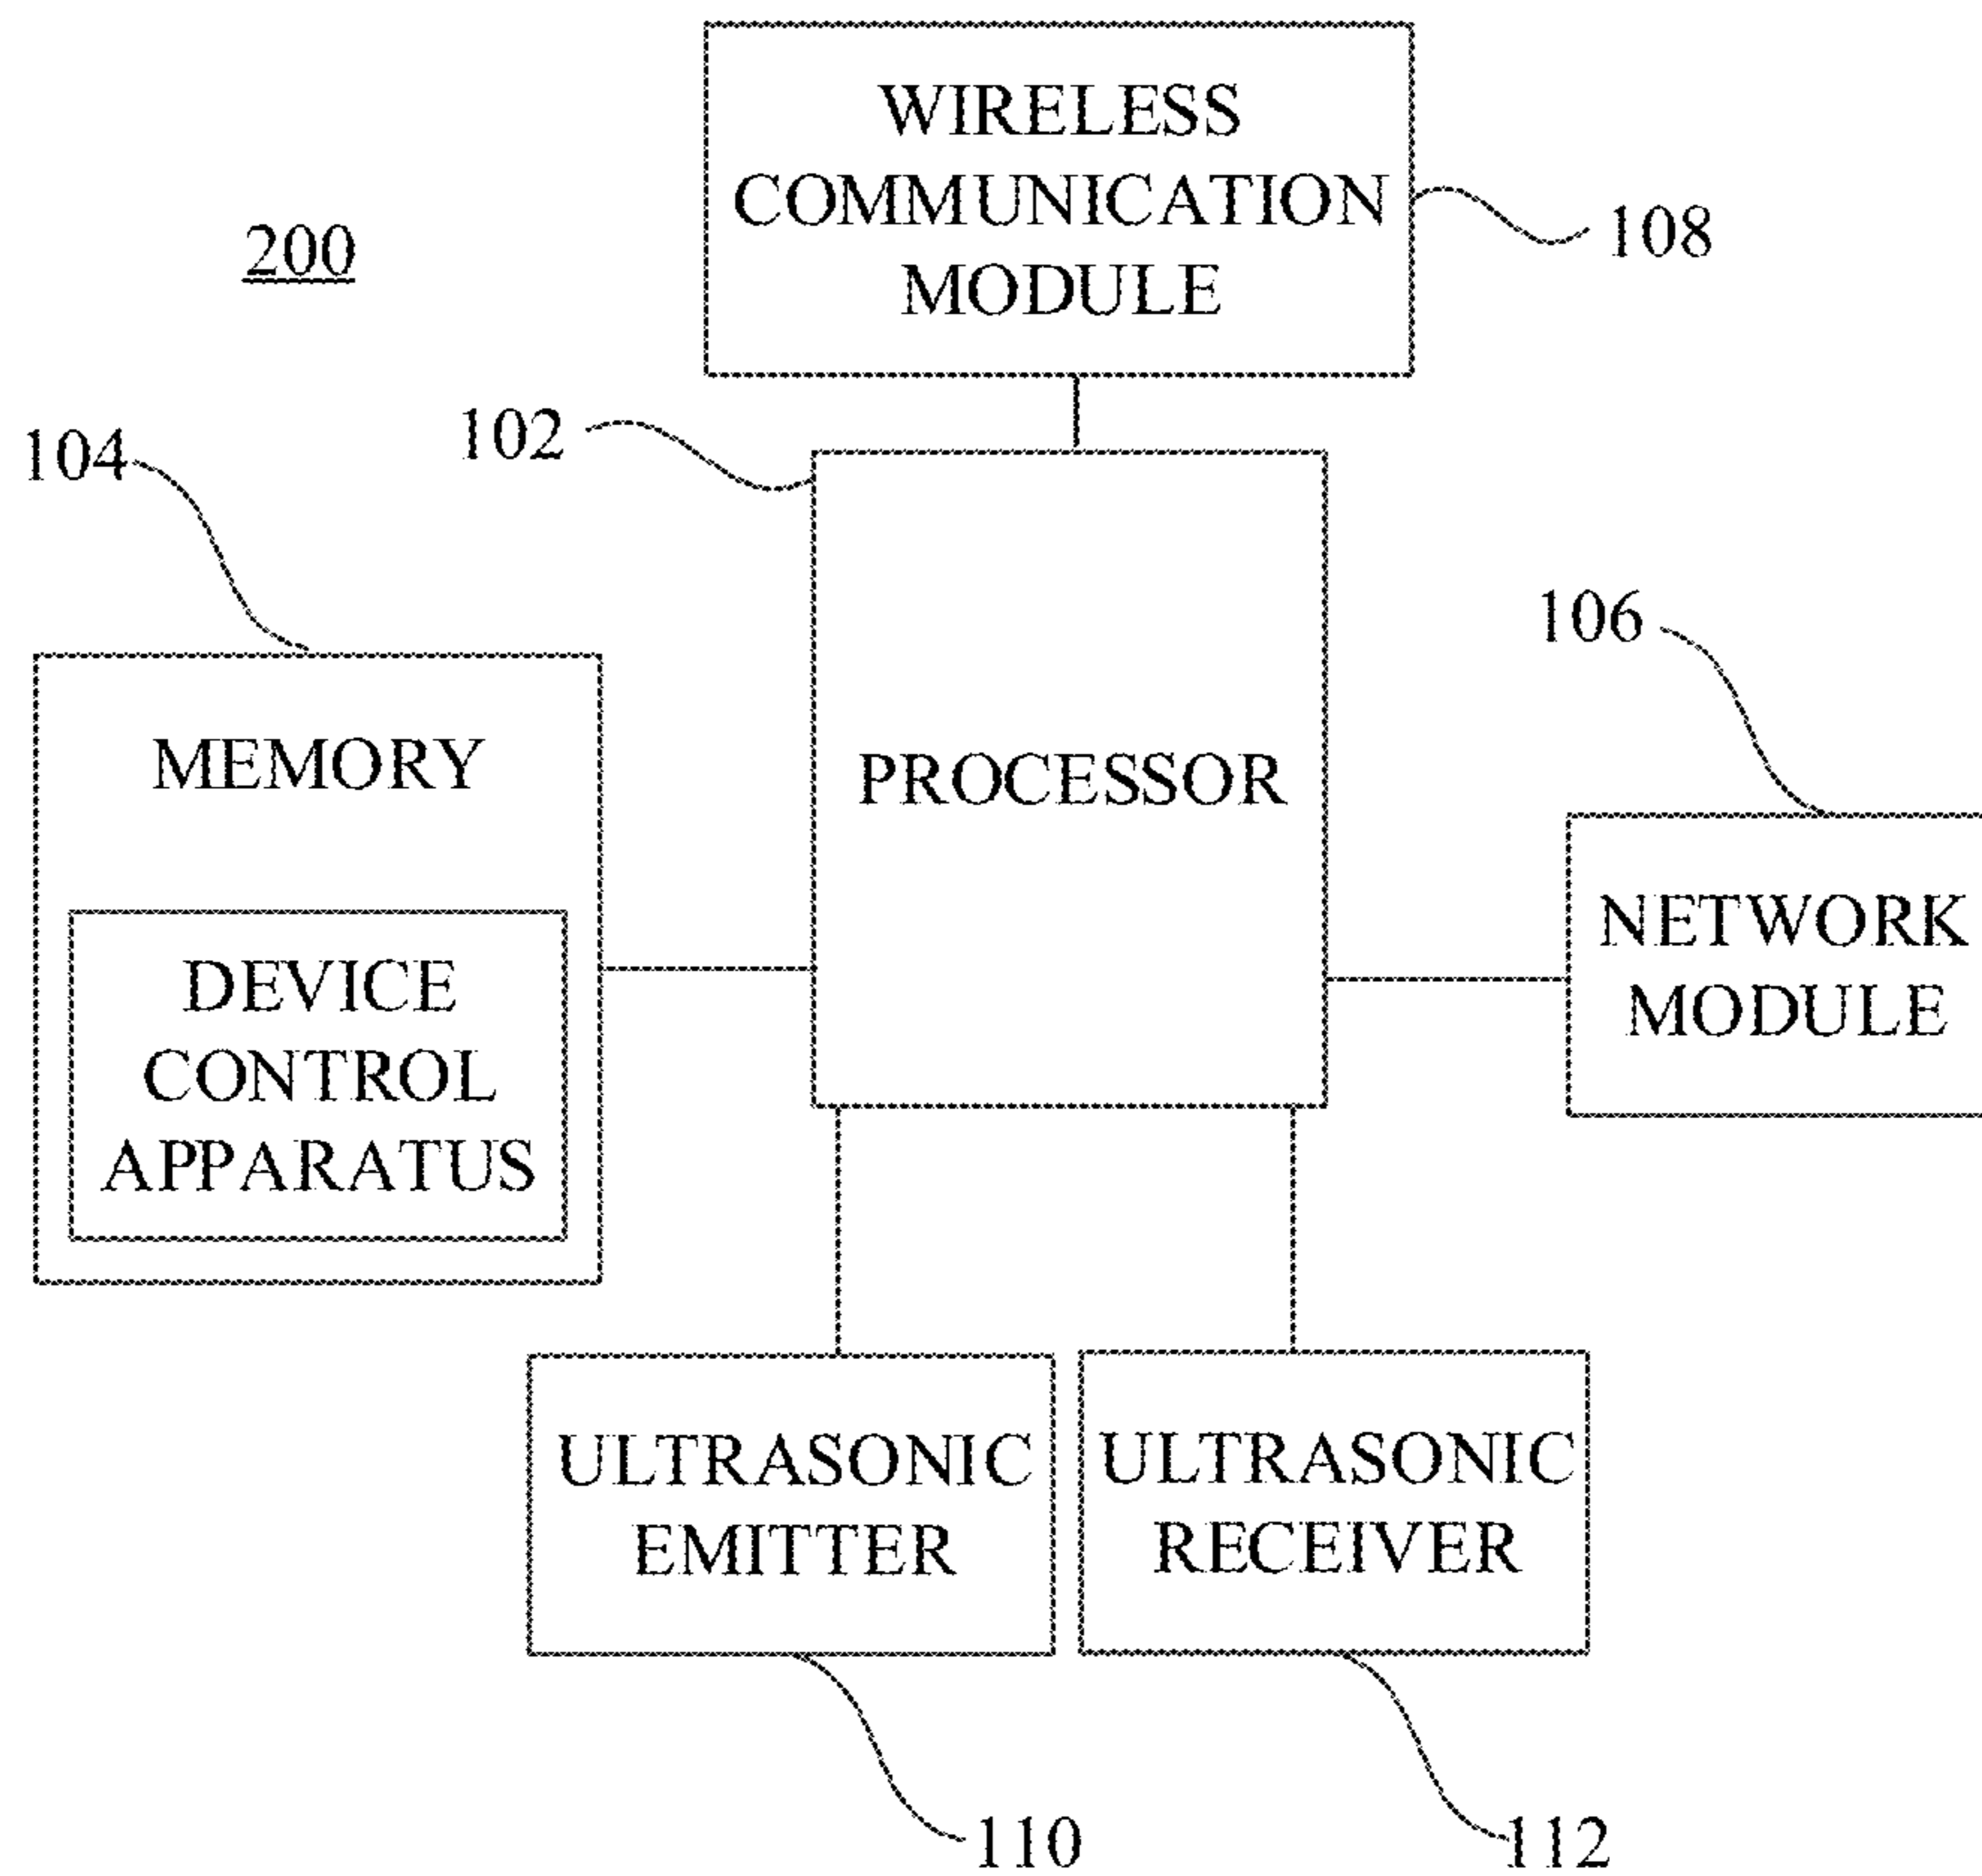 WIRELESS
COMMUNICATION
MODULE
108
200
102
104
106
MEMORY
PROCESSOR
NETWORK
MODULE
DEVICE
CONTROL
APPARATUS
ULTRASONIC
EMITTER
ULTRASONIC
RECEIVER
110
112